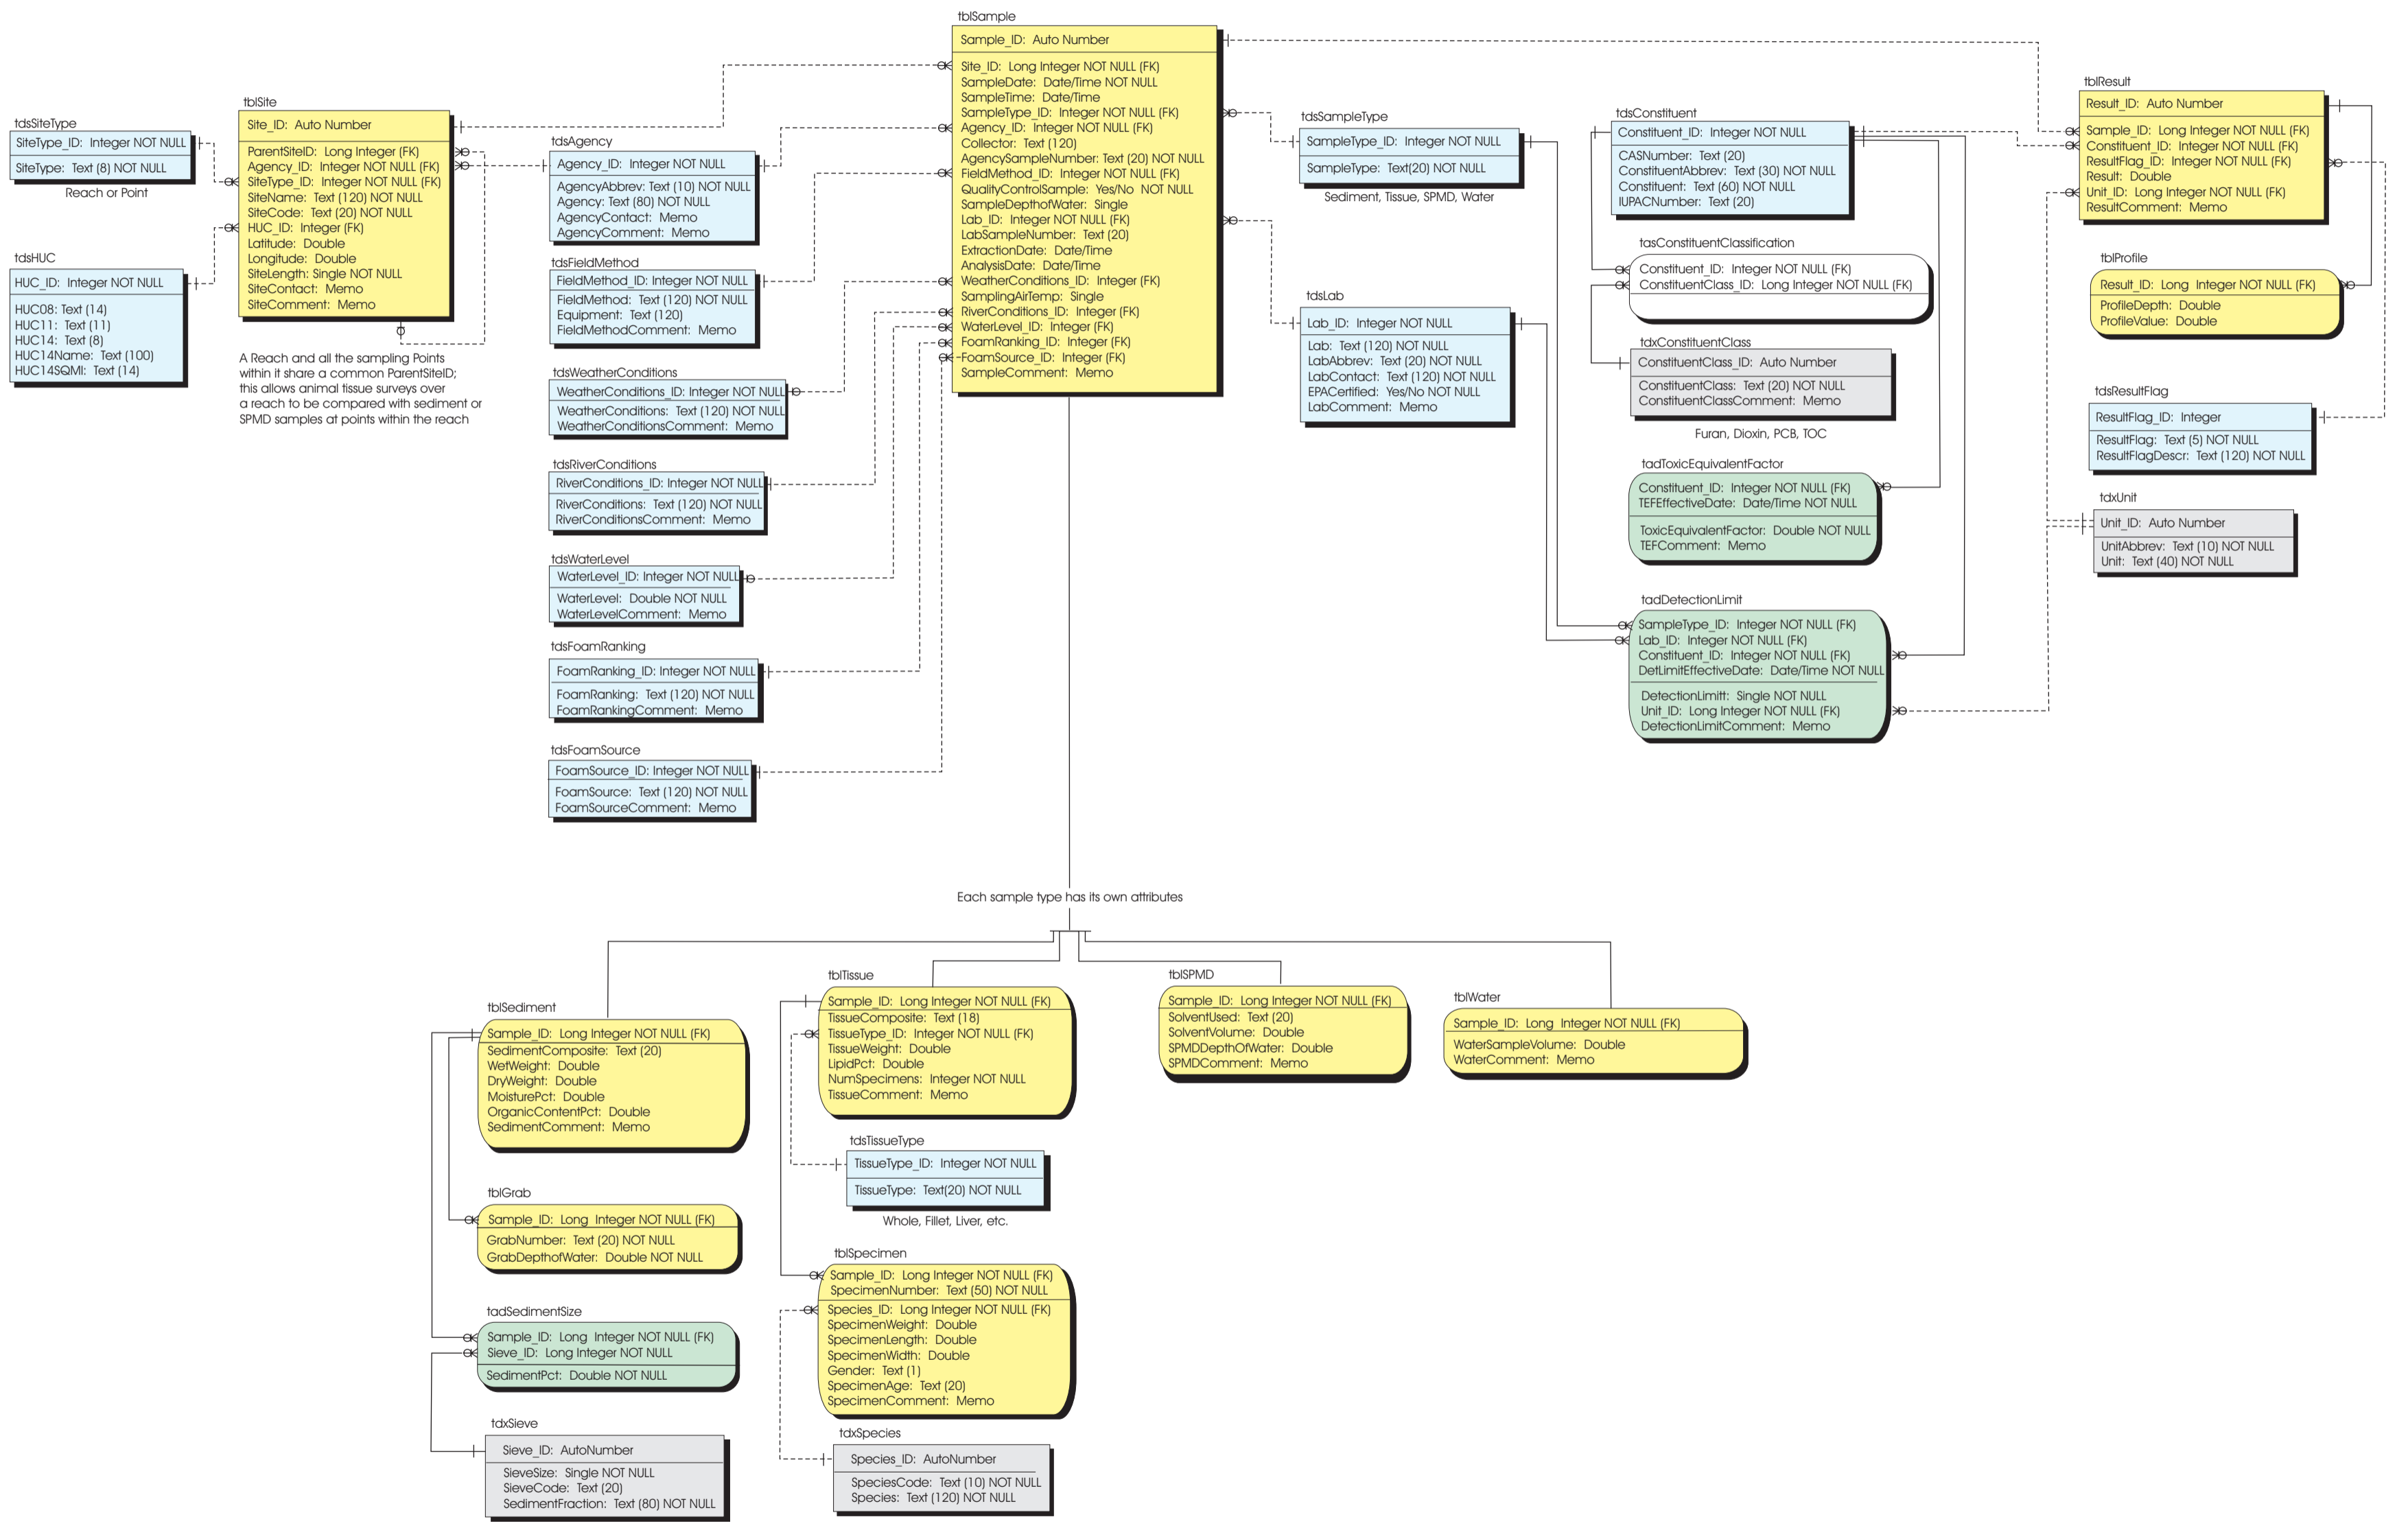 tblSample
Sample_ID: Auto Number
Site_ID: Long Integer NOT NULL (FK)
SampleDate: Date/Time NOT NULL
SampleTime: Date/Time
SampleType_ID: Integer NOT NULL (FK)
Agency_ID: Integer NOT NULL (FK)
Collector: Text (120)
AgencySampleNumber: Text (20) NOT NULL
FieldMethod_ID: Integer NOT NULL (FK)
QualityControlSample: Yes/No NOT NULL
SampleDepthofWater: Single
Lab_ID: Integer NOT NULL (FK)
LabSampleNumber: Text (20)
ExtractionDate: Date/Time
AnalysisDate: Date/Time
WeatherConditions_ID: Integer (FK)
SamplingAirTemp: Single
RiverConditions_ID: Integer (FK)
WaterLevel_ID: Integer (FK)
FoamRanking_ID: Integer (FK)
FoamSource_ID: Integer (FK)
SampleComment: Memo
tdsSiteType
SiteType_ID: Integer NOT NULL
SiteType: Text (8) NOT NULL
Reach or Point
tdsHUC
HUC_ID: Integer NOT NULL
HUC08: Text (14)
HUC11: Text (11)
HUC14: Text (8)
HUC14Name: Text (100)
HUC14SQMI: Text (14)
tblSite
Site_ID: Auto Number
ParentSiteID: Long Integer (FK)
Agency_ID: Integer NOT NULL (FK)
SiteType_ID: Integer NOT NULL (FK)
SiteName: Text (120) NOT NULL
SiteCode: Text (20) NOT NULL
HUC_ID: Integer (FK)
Latitude: Double
Longitude: Double
SiteLength: Single NOT NULL
SiteContact: Memo
SiteComment: Memo
A Reach and all the sampling Points
within it share a common ParentSiteID;
this allows animal tissue surveys over
a reach to be compared with sediment or
SPMD samples at points within the reach
tdsAgency
Agency_ID: Integer NOT NULL
AgencyAbbrev: Text (10) NOT NULL
Agency: Text (80) NOT NULL
AgencyContact: Memo
AgencyComment: Memo
tdsFieldMethod
FieldMethod_ID: Integer NOT NULL
FieldMethod: Text (120) NOT NULL
Equipment: Text (120)
FieldMethodComment: Memo
tdsWeatherConditions
WeatherConditions_ID: Integer NOT NULL
WeatherConditions: Text (120) NOT NULL
WeatherConditionsComment: Memo
tdsRiverConditions
RiverConditions_ID: Integer NOT NULL
RiverConditions: Text (120) NOT NULL
RiverConditionsComment: Memo
tdsWaterLevel
WaterLevel_ID: Integer NOT NULL
WaterLevel: Double NOT NULL
WaterLevelComment: Memo
tdsFoamRanking
FoamRanking_ID: Integer NOT NULL
FoamRanking: Text (120) NOT NULL
FoamRankingComment: Memo
tdsFoamSource
FoamSource_ID: Integer NOT NULL
FoamSource: Text (120) NOT NULL
FoamSourceComment: Memo
tdsSampleType
SampleType_ID: Integer NOT NULL
SampleType: Text(20) NOT NULL
Sediment, Tissue, SPMD, Water
tdsLab
Lab_ID: Integer NOT NULL
Lab: Text (120) NOT NULL
LabAbbrev: Text (20) NOT NULL
LabContact: Text (120) NOT NULL
EPACertified: Yes/No NOT NULL
LabComment: Memo
tdsConstituent
Constituent_ID: Integer NOT NULL
CASNumber: Text (20)
ConstituentAbbrev: Text (30) NOT NULL
Constituent: Text (60) NOT NULL
IUPACNumber: Text (20)
tasConstituentClassification
Constituent_ID: Integer NOT NULL (FK)
ConstituentClass_ID: Long Integer NOT NULL (FK)
tdxConstituentClass
ConstituentClass_ID: Auto Number
ConstituentClass: Text (20) NOT NULL
ConstituentClassComment: Memo
Furan, Dioxin, PCB, TOC
tadToxicEquivalentFactor
Constituent_ID: Integer NOT NULL (FK)
TEFEffectiveDate: Date/Time NOT NULL
ToxicEquivalentFactor: Double NOT NULL
TEFComment: Memo
tadDetectionLimit
SampleType_ID: Integer NOT NULL (FK)
Lab_ID: Integer NOT NULL (FK)
Constituent_ID: Integer NOT NULL (FK)
DetLimitEffectiveDate: Date/Time NOT NULL
DetectionLimitt: Single NOT NULL
Unit_ID: Long Integer NOT NULL (FK)
DetectionLimitComment: Memo
tblResult
Result_ID: Auto Number
Sample_ID: Long Integer NOT NULL (FK)
Constituent_ID: Integer NOT NULL (FK)
ResultFlag_ID: Integer NOT NULL (FK)
Result: Double
Unit_ID: Long Integer NOT NULL (FK)
ResultComment: Memo
tblProfile
Result_ID: Long Integer NOT NULL (FK)
ProfileDepth: Double
ProfileValue: Double
tdsResultFlag
ResultFlag_ID: Integer
ResultFlag: Text (5) NOT NULL
ResultFlagDescr: Text (120) NOT NULL
tdxUnit
Unit_ID: Auto Number
UnitAbbrev: Text (10) NOT NULL
Unit: Text (40) NOT NULL
Each sample type has its own attributes
tblSediment
Sample_ID: Long Integer NOT NULL (FK)
SedimentComposite: Text (20)
WetWeight: Double
DryWeight: Double
MoisturePct: Double
OrganicContentPct: Double
SedimentComment: Memo
tblGrab
Sample_ID: Long Integer NOT NULL (FK)
GrabNumber: Text (20) NOT NULL
GrabDepthofWater: Double NOT NULL
tadSedimentSize
Sample_ID: Long Integer NOT NULL (FK)
Sieve_ID: Long Integer NOT NULL
SedimentPct: Double NOT NULL
tdxSieve
Sieve_ID: AutoNumber
SieveSize: Single NOT NULL
SieveCode: Text (20)
SedimentFraction: Text (80) NOT NULL
tblTissue
Sample_ID: Long Integer NOT NULL (FK)
TissueComposite: Text (18)
TissueType_ID: Integer NOT NULL (FK)
TissueWeight: Double
LipidPct: Double
NumSpecimens: Integer NOT NULL
TissueComment: Memo
tdsTissueType
TissueType_ID: Integer NOT NULL
TissueType: Text(20) NOT NULL
Whole, Fillet, Liver, etc.
tblSpecimen
Sample_ID: Long Integer NOT NULL (FK)
SpecimenNumber: Text (50) NOT NULL
Species_ID: Long Integer NOT NULL (FK)
SpecimenWeight: Double
SpecimenLength: Double
SpecimenWidth: Double
Gender: Text (1)
SpecimenAge: Text (20)
SpecimenComment: Memo
tdxSpecies
Species_ID: AutoNumber
SpeciesCode: Text (10) NOT NULL
Species: Text (120) NOT NULL
tblSPMD
Sample_ID: Long Integer NOT NULL (FK)
SolventUsed: Text (20)
SolventVolume: Double
SPMDDepthOfWater: Double
SPMDComment: Memo
tblWater
Sample_ID: Long Integer NOT NULL (FK)
WaterSampleVolume: Double
WaterComment: Memo